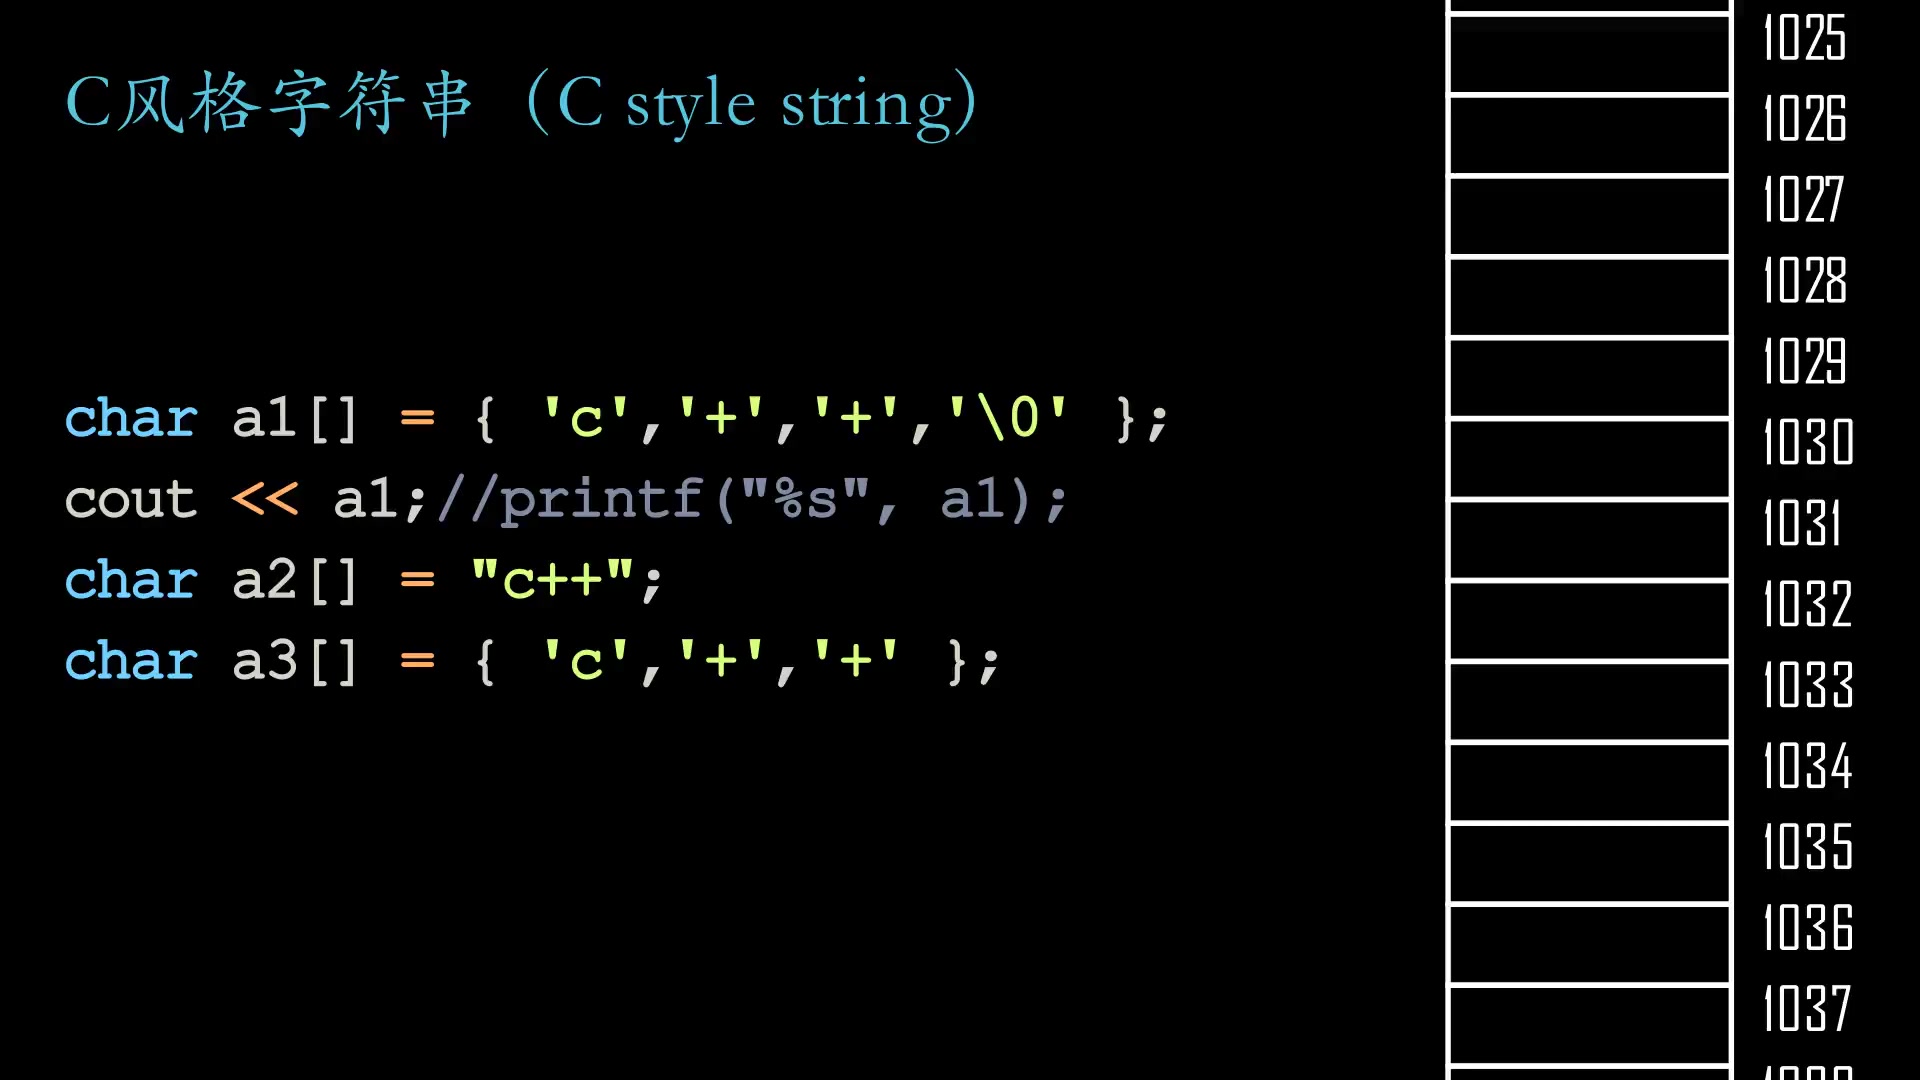 C风格字符串（C style string）
char a1[] = { 'c','+','+','\0' };
cout << a1;//printf("%s", a1);
char a2[] = "c++";
char a3[] = { 'c','+','+' };
1025
1026
1027
1028
1029
1030
1031
1032
1033
1034
1035
1036
1037